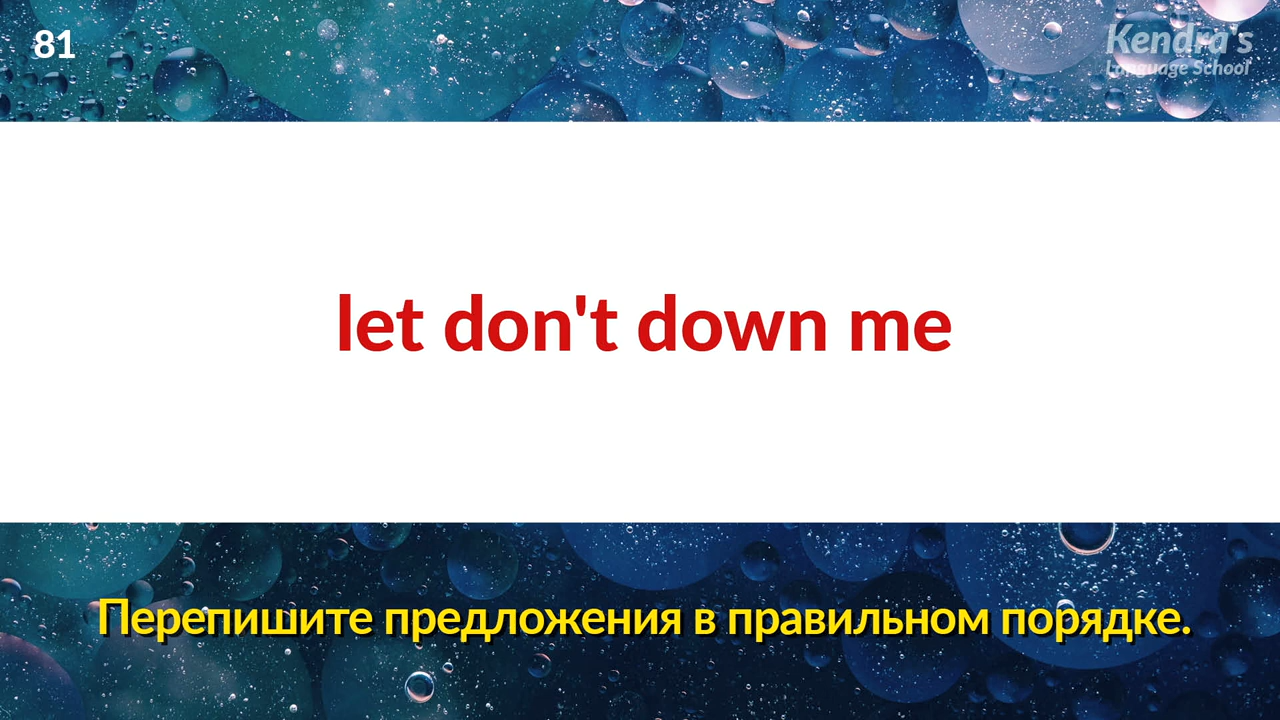 81
Kendra's
Language School
let don't down me
Перепишите предложения в правильном порядке.